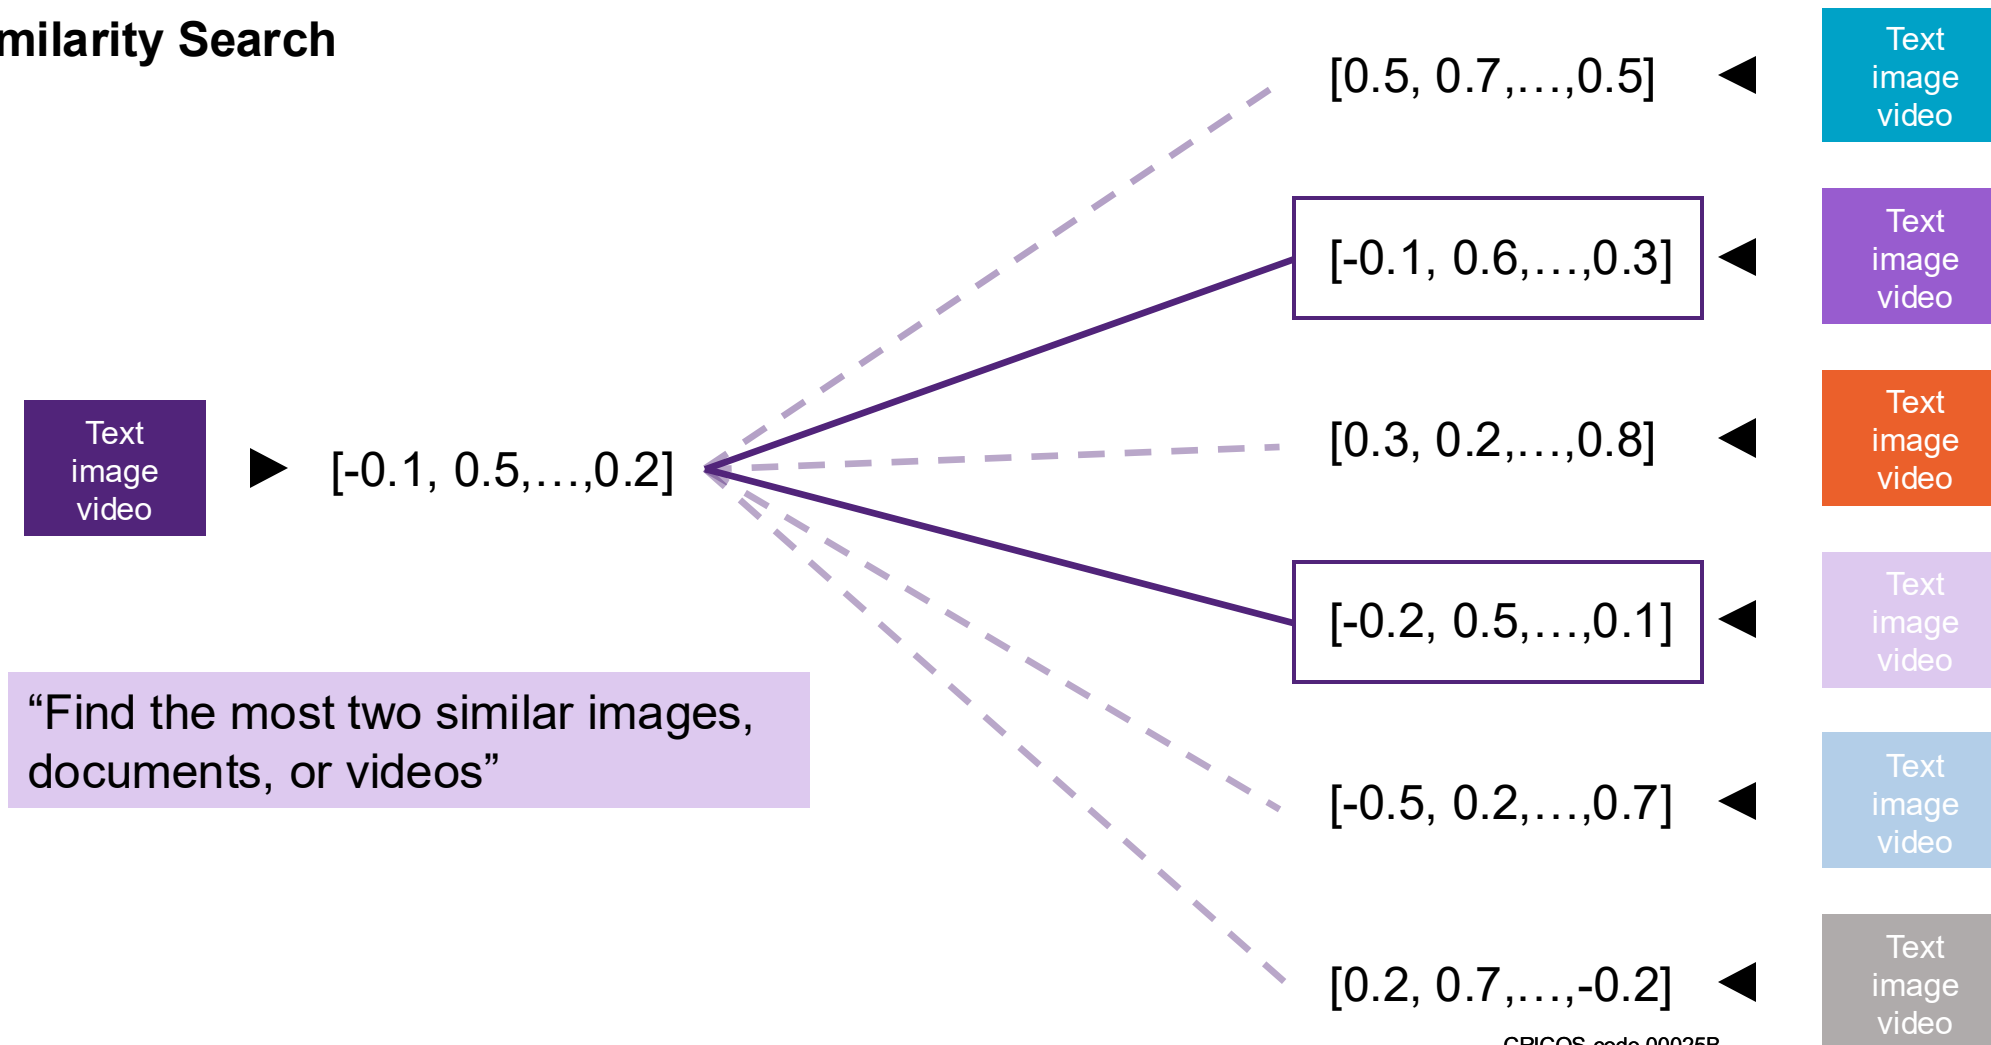 milarity Search
[0.5, 0.7,…,0.5]
Text
image
video
[-0.1, 0.6,…,0.3]
Text
image
video
[0.3, 0.2,…,0.8]
Text
image
video
Text
image
video
[-0.1, 0.5,…,0.2]
[-0.2, 0.5,…,0.1]
Text
image
video
“Find the most two similar images,
documents, or videos”
[-0.5, 0.2,…,0.7]
Text
image
video
[0.2, 0.7,…,-0.2]
Text
image
video
CRICOS code 00025B